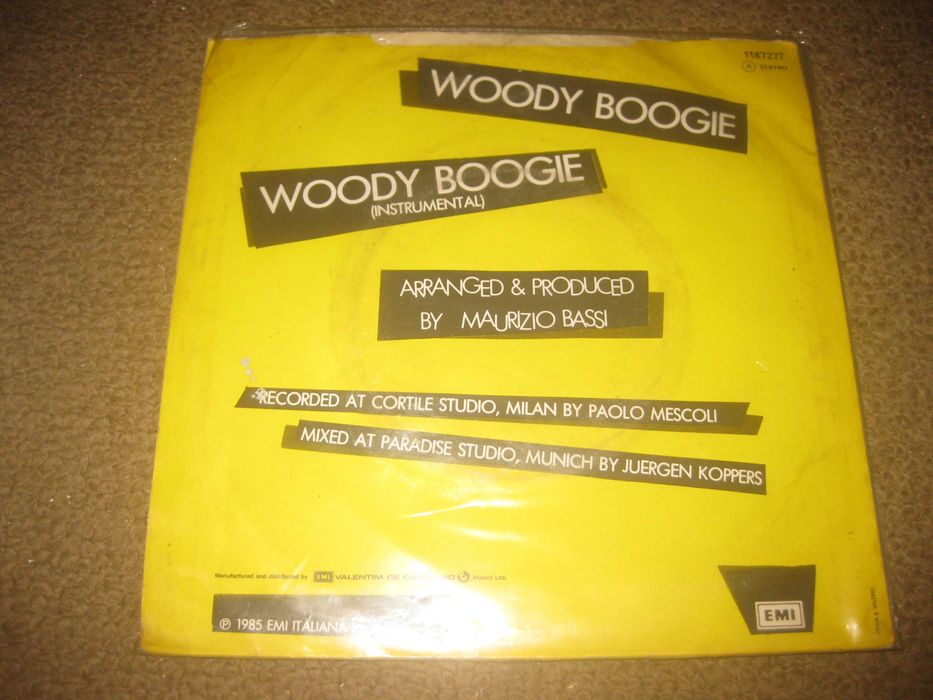 1187277
A stereo
WOODY BOOGIE
WOODY BOOGIE
(INSTRUMENTAL)
ARRANGED & PRODUCED
BY MAURIZIO BASSI
RECORDED AT CORTILE STUDIO, MILAN BY PAOLO MESCOLI
MIXED AT PARADISE STUDIO, MUNICH BY JUERGEN KOPPERS
Manufactured and distributed by EMI VALENTIM DE CARVALHO Música Lda.
℗ 1985 EMI ITALIANA
EMI